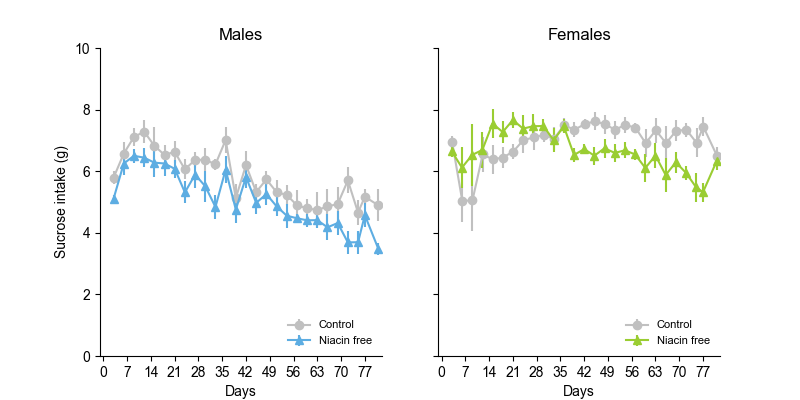 Males
Females
10
8
6
4
2
0
Sucrose intake (g)
Control
Niacin free
Control
Niacin free
0 7 14 21 28 35 42 49 56 63 70 77
0 7 14 21 28 35 42 49 56 63 70 77
Days
Days